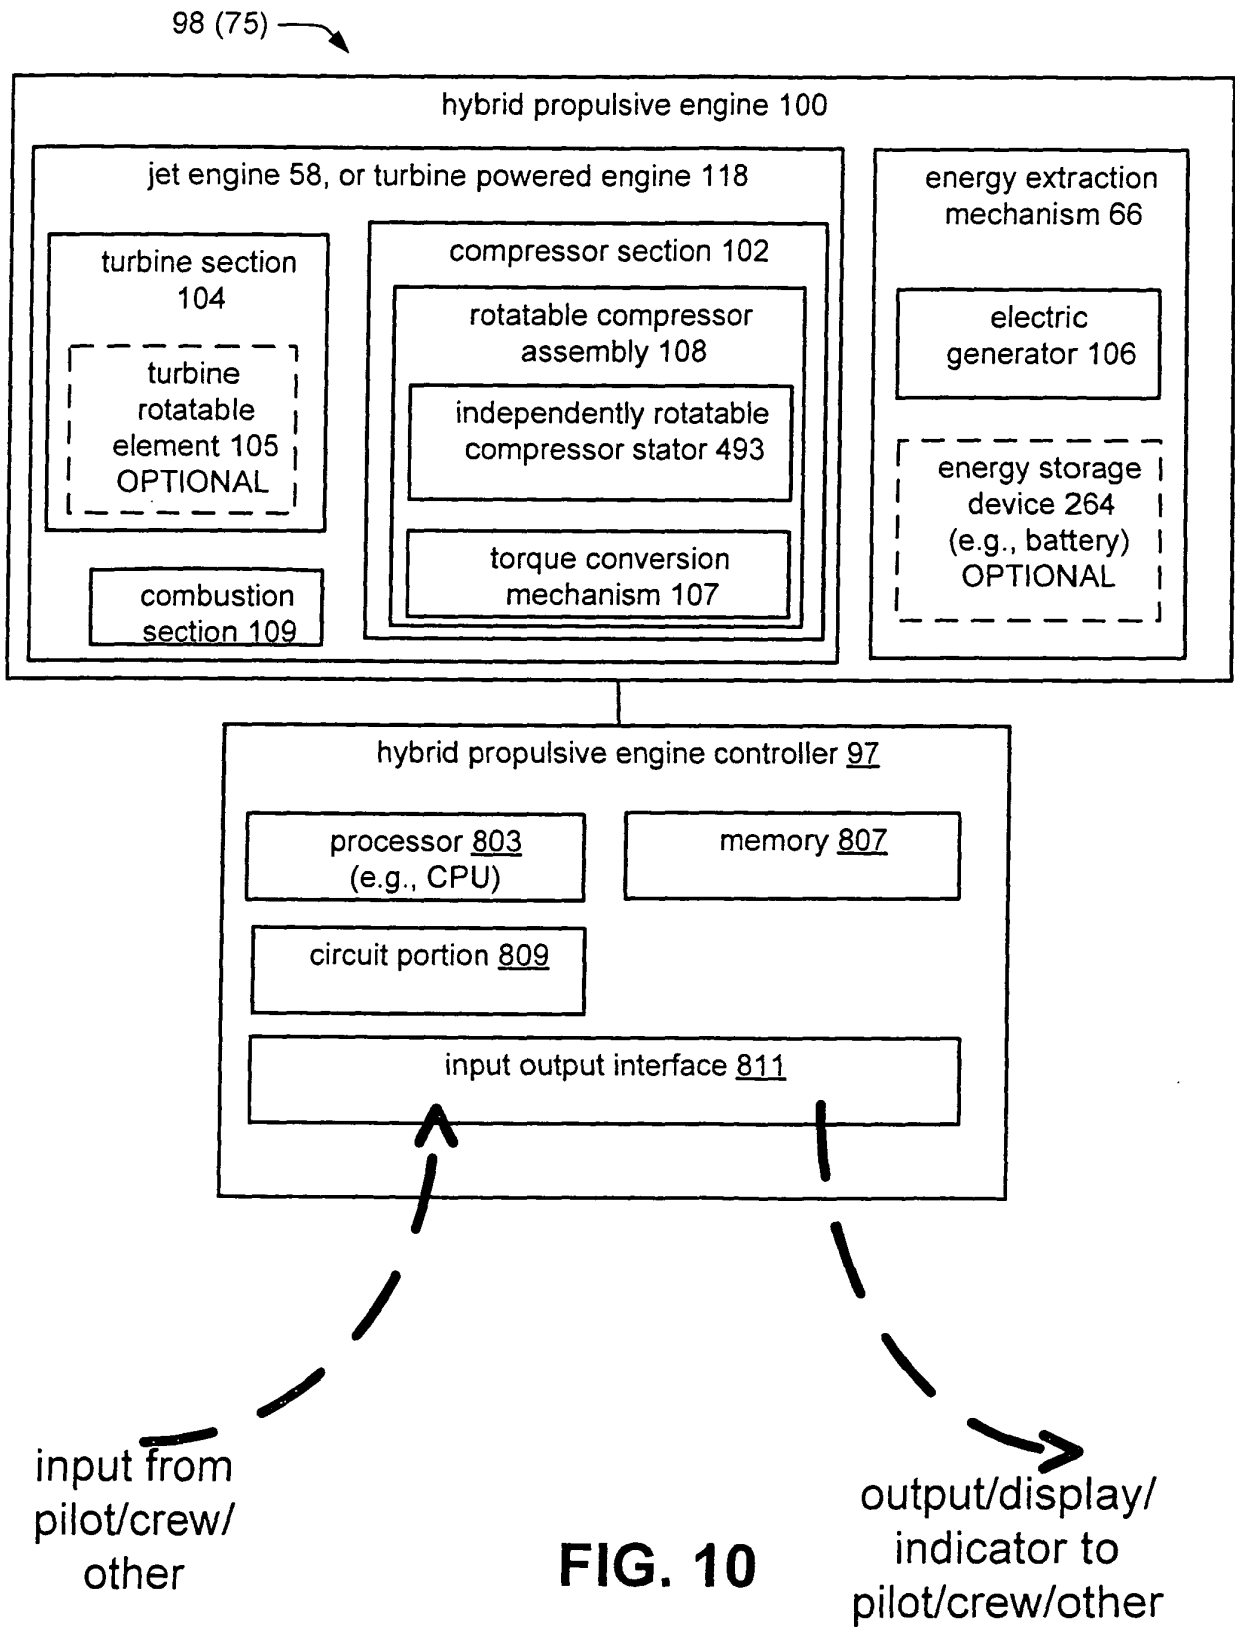 98 (75)
hybrid propulsive engine 100
jet engine 58, or turbine powered engine 118
turbine section
104
turbine
rotatable
element 105
OPTIONAL
combustion
section 109
compressor section 102
rotatable compressor
assembly 108
independently rotatable
compressor stator 493
torque conversion
mechanism 107
energy extraction
mechanism 66
electric
generator 106
energy storage
device 264
(e.g., battery)
OPTIONAL
hybrid propulsive engine controller 97
processor 803
(e.g., CPU)
memory 807
circuit portion 809
input output interface 811
input from
pilot/crew/
other
output/display/
indicator to
pilot/crew/other
FIG. 10